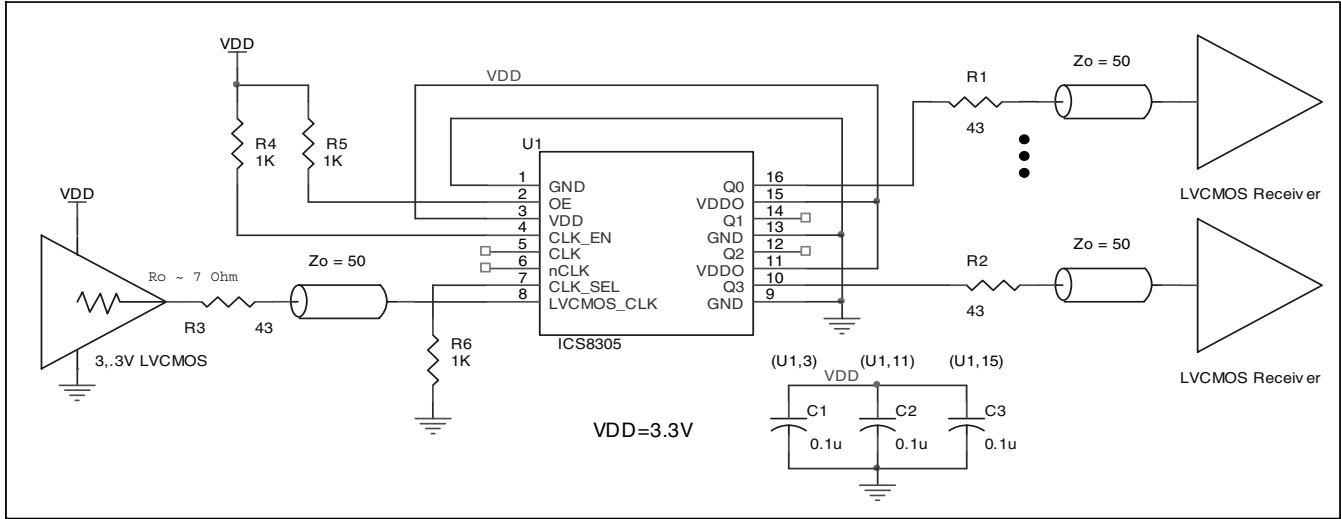 VDD
VDD
R1
43
Zo = 50
LVCMOS Receiver
R4
1K
R5
1K
U1
1 GND
2 OE
3 VDD
4 CLK_EN
5 CLK
6 nCLK
7 CLK_SEL
8 LVCMOS_CLK
Q0 16
VDDO 15
Q1 14
GND 13
Q2 12
VDDO 11
Q3 10
GND 9
ICS8305
VDD
Ro ~ 7 Ohm
R3
43
Zo = 50
3,.3V LVCMOS
R6
1K
R2
43
Zo = 50
LVCMOS Receiver
VDD=3.3V
(U1,3)
(U1,11)
(U1,15)
VDD
C1
0.1u
C2
0.1u
C3
0.1u